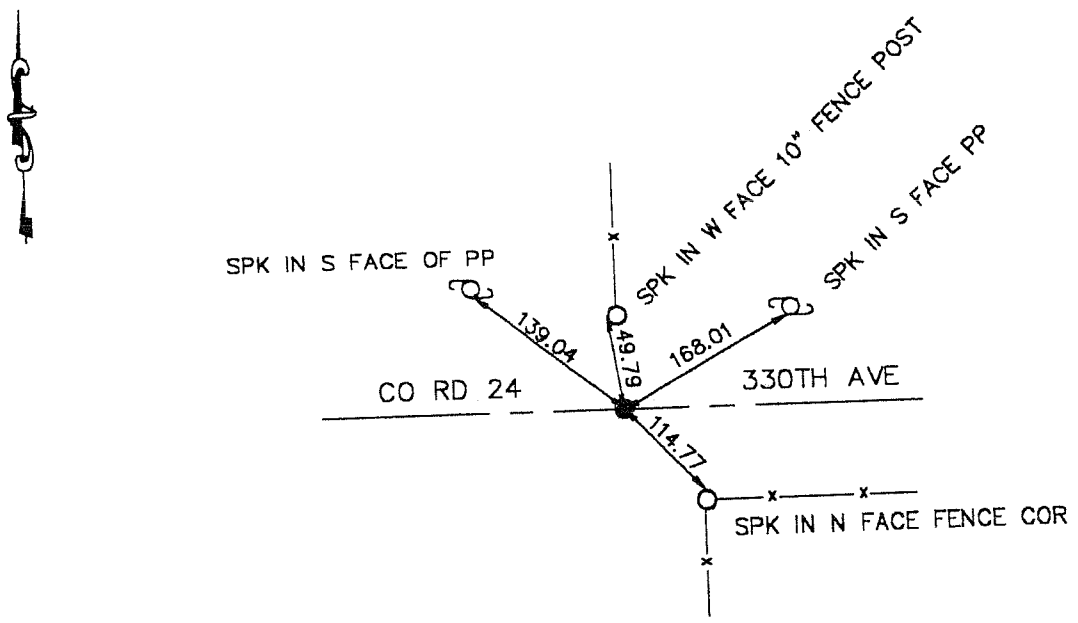 SPK IN W FACE 10" FENCE POST
SPK IN S FACE PP
SPK IN S FACE OF PP
139.04
49.79
168.01
CO RD 24
330TH AVE
114.77
SPK IN N FACE FENCE COR